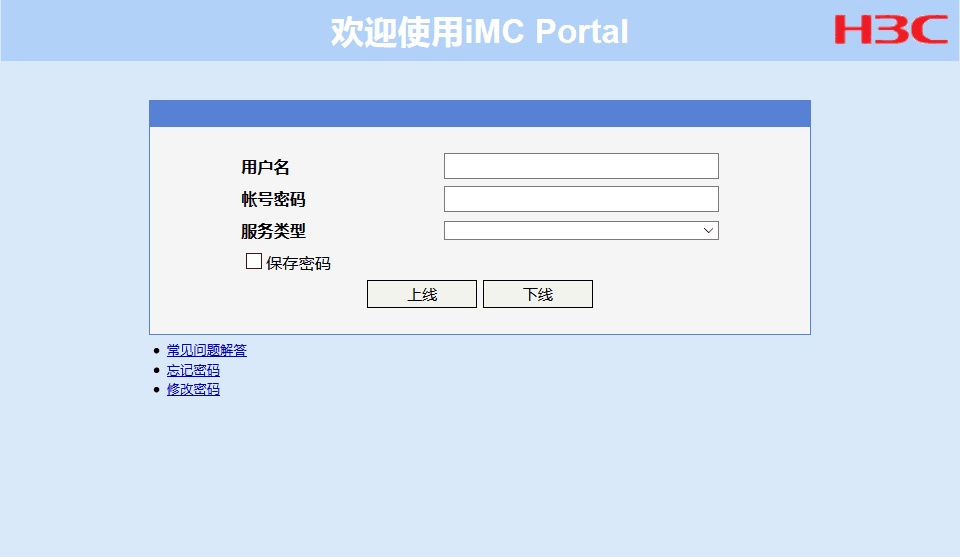 欢迎使用iMC Portal
H3C
用户名
帐号密码
服务类型
保存密码
上线 下线
常见问题解答
忘记密码
修改密码